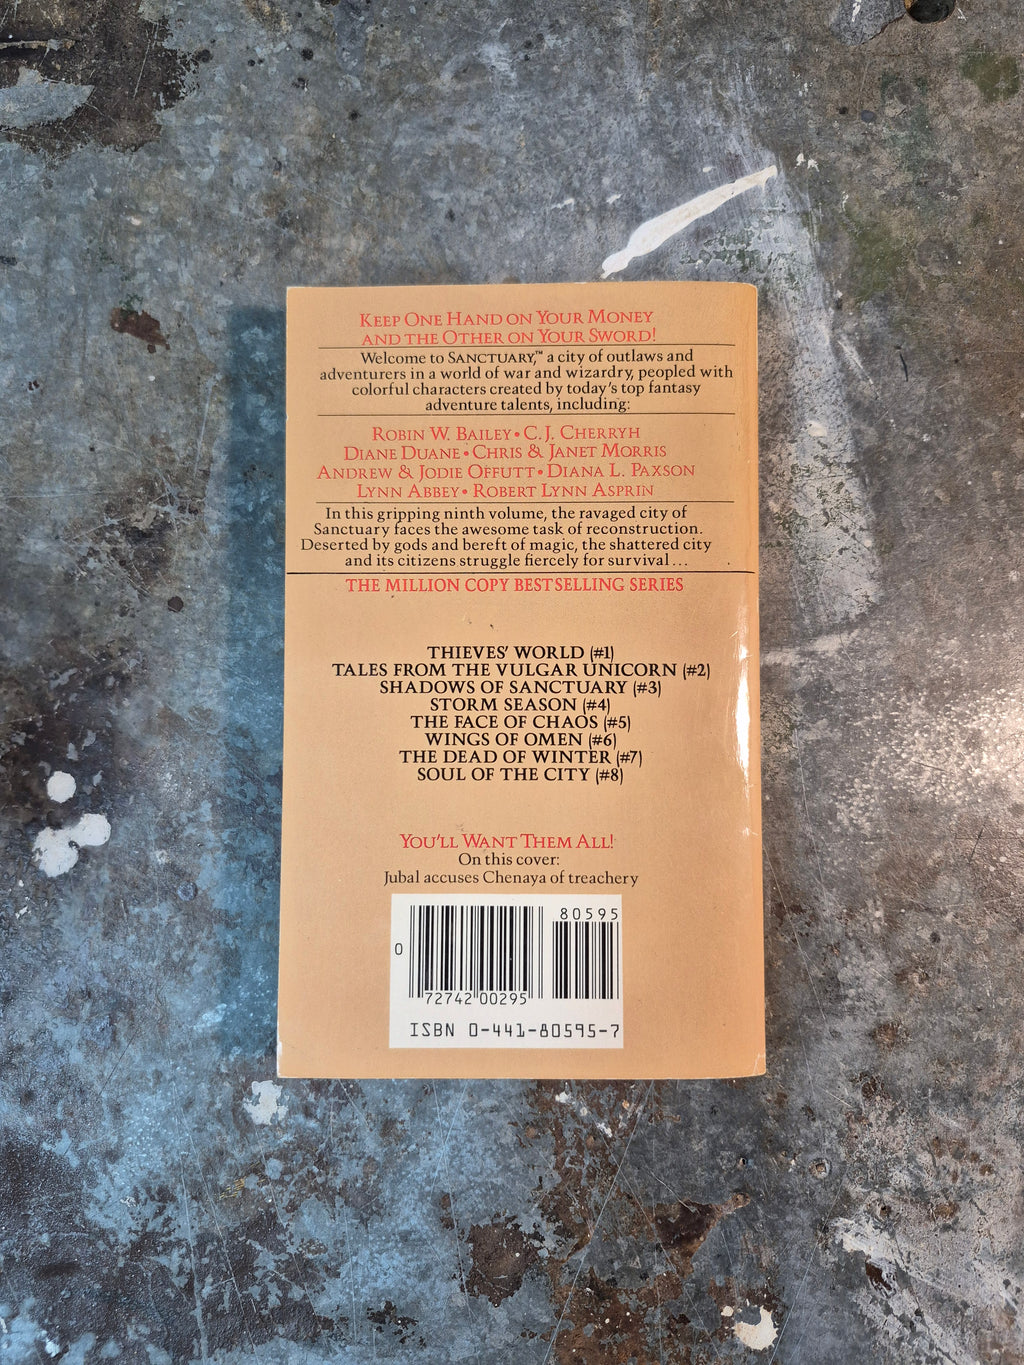 KEEP ONE HAND ON YOUR MONEY
AND THE OTHER ON YOUR SWORD!
Welcome to SANCTUARY,™ a city of outlaws and
adventurers in a world of war and wizardry, peopled with
colorful characters created by today's top fantasy
adventure talents, including:
ROBIN W. BAILEY • C.J. CHERRYH
DIANE DUANE • CHRIS & JANET MORRIS
ANDREW & JODIE OFFUTT • DIANA L. PAXSON
LYNN ABBEY • ROBERT LYNN ASPRIN
In this gripping ninth volume, the ravaged city of
Sanctuary faces the awesome task of reconstruction.
Deserted by gods and bereft of magic, the shattered city
and its citizens struggle fiercely for survival...
THE MILLION COPY BESTSELLING SERIES
THIEVES' WORLD (#1)
TALES FROM THE VULGAR UNICORN (#2)
SHADOWS OF SANCTUARY (#3)
STORM SEASON (#4)
THE FACE OF CHAOS (#5)
WINGS OF OMEN (#6)
THE DEAD OF WINTER (#7)
SOUL OF THE CITY (#8)
YOU'LL WANT THEM ALL!
On this cover:
Jubal accuses Chenaya of treachery
80595
0
72742 00295
ISBN 0-441-80595-7